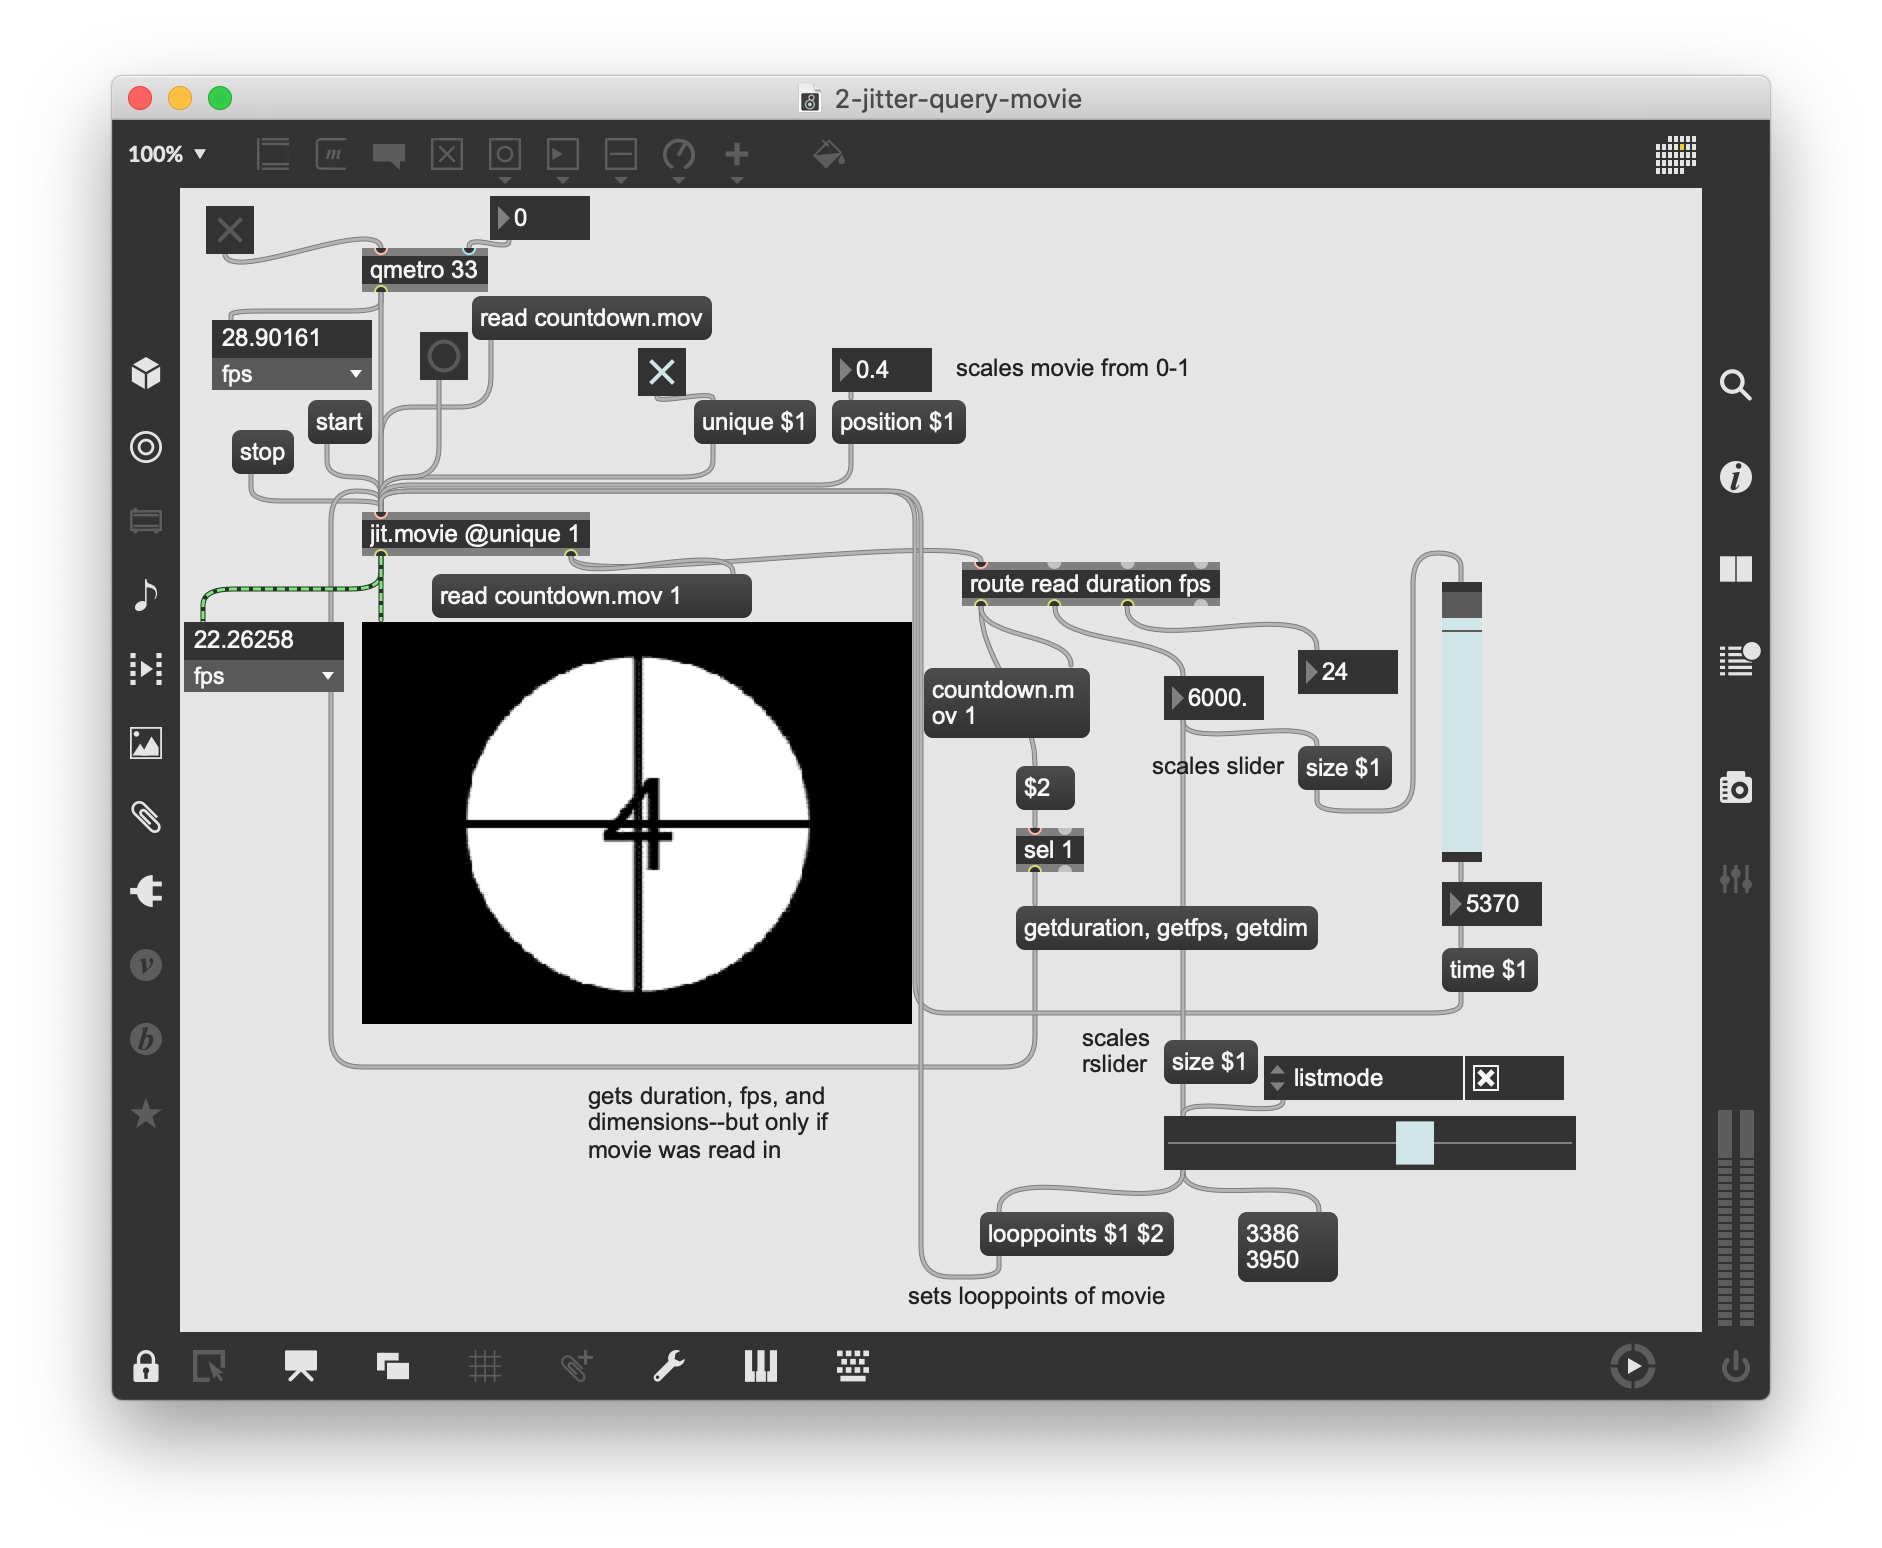 2-jitter-query-movie
100%
m
0
qmetro 33
read countdown.mov
28.90161
fps
0.4
scales movie from 0-1
start
unique $1
position $1
stop
jit.movie @unique 1
read countdown.mov 1
route read duration fps
22.26258
fps
4
countdown.m
ov 1
6000.
24
scales slider
size $1
$2
sel 1
5370
getduration, getfps, getdim
time $1
scales
rslider
size $1
listmode
gets duration, fps, and
dimensions--but only if
movie was read in
looppoints $1 $2
3386
3950
sets looppoints of movie
i
v
b